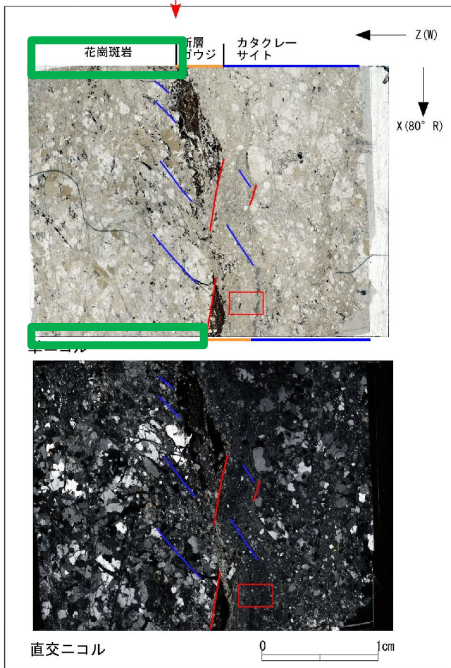 花崗斑岩
断層
ガウジ
カタクレー
サイト
Z(W)
X(80° R)
単ニコル
直交ニコル
0 1cm